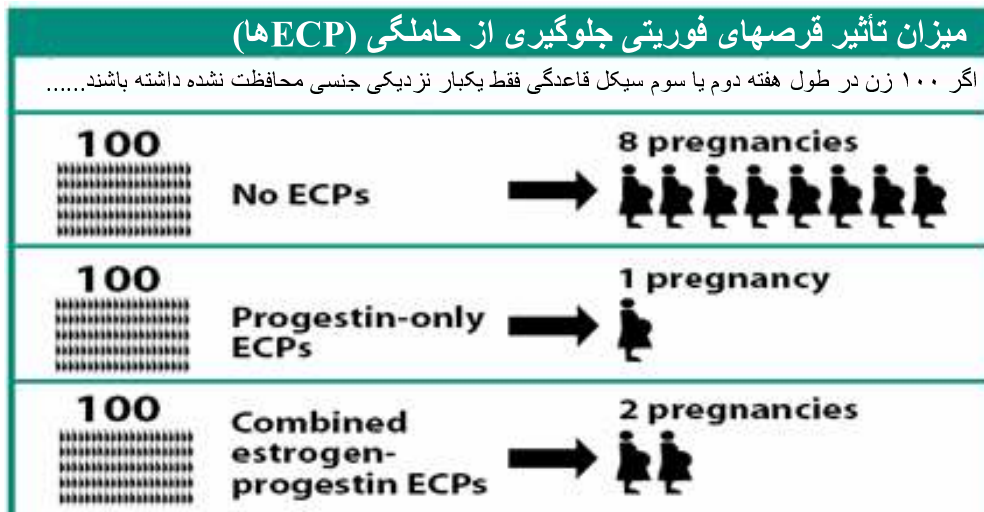 میزان تأثیر قرصهای فوریتی جلوگیری از حاملگی (ECPها)
اگر ۱۰۰ زن در طول هفته دوم یا سوم سیکل قاعدگی فقط یکبار نزدیکی جنسی محافظت نشده داشته باشند......
100
No ECPs
8 pregnancies
100
Progestin-only
ECPs
1 pregnancy
100
Combined
estrogen-
progestin ECPs
2 pregnancies